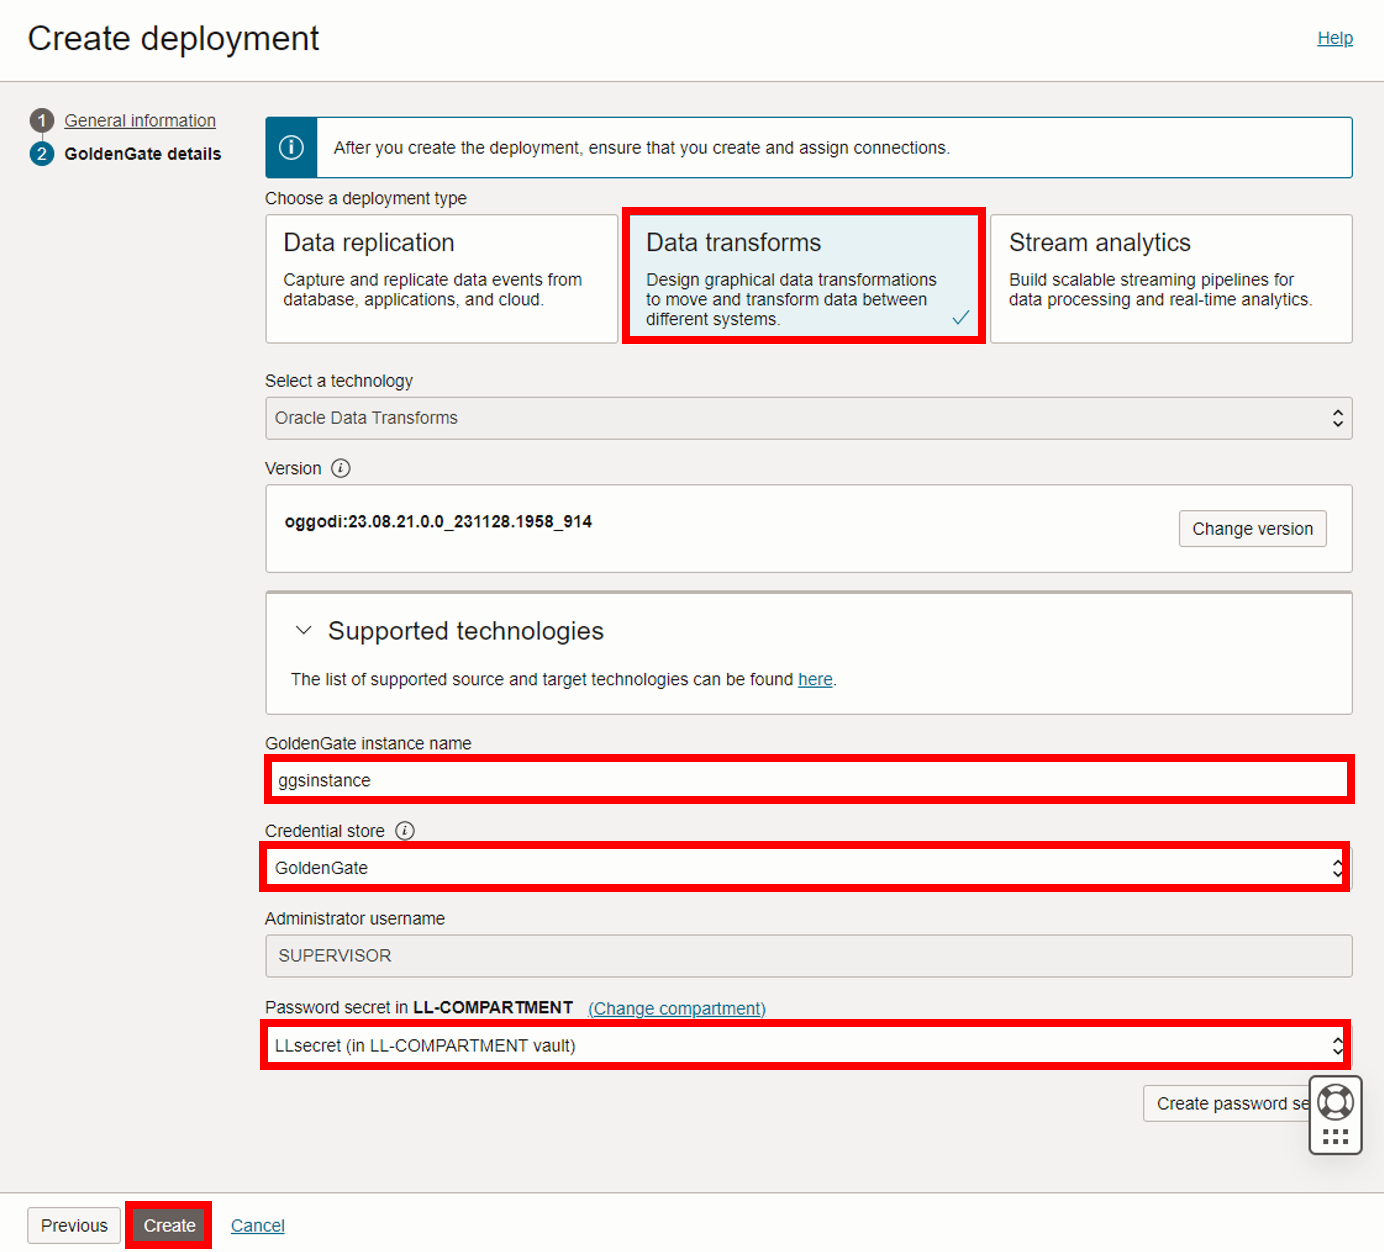 Create deployment
Help
1 General information
2 GoldenGate details
After you create the deployment, ensure that you create and assign connections.
Choose a deployment type
Data replication
Capture and replicate data events from
database, applications, and cloud.
Data transforms
Design graphical data transformations
to move and transform data between
different systems.
Stream analytics
Build scalable streaming pipelines for
data processing and real-time analytics.
Select a technology
Oracle Data Transforms
Version
oggodi:23.08.21.0.0_231128.1958_914
Change version
Supported technologies
The list of supported source and target technologies can be found here.
GoldenGate instance name
ggsinstance
Credential store
GoldenGate
Administrator username
SUPERVISOR
Password secret in LL-COMPARTMENT (Change compartment)
LLsecret (in LL-COMPARTMENT vault)
Create password se
Previous
Create
Cancel